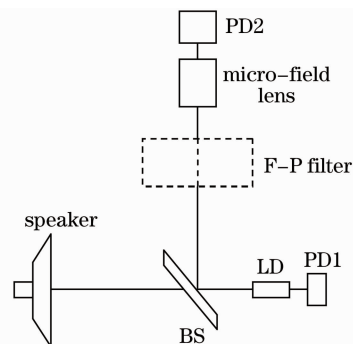 PD2
micro-field
lens
F-P filter
speaker
LD
PD1
BS